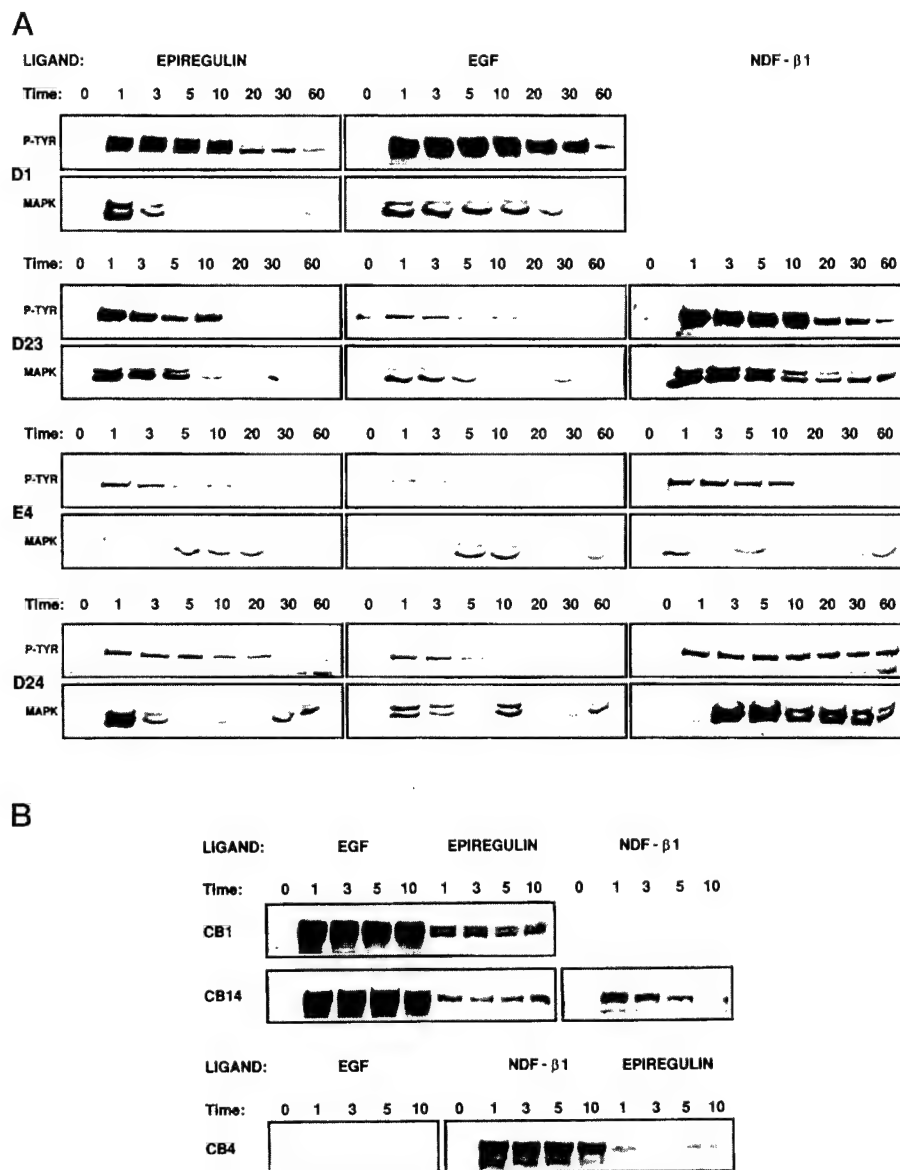 A
LIGAND: EPIREGULIN EGF NDF - β1
Time: 0 1 3 5 10 20 30 60 0 1 3 5 10 20 30 60
P-TYR
D1
MAPK
Time: 0 1 3 5 10 20 30 60 0 1 3 5 10 20 30 60 0 1 3 5 10 20 30 60
P-TYR
D23
MAPK
Time: 0 1 3 5 10 20 30 60 0 1 3 5 10 20 30 60 0 1 3 5 10 20 30 60
P-TYR
E4
MAPK
Time: 0 1 3 5 10 20 30 60 0 1 3 5 10 20 30 60 0 1 3 5 10 20 30 60
P-TYR
D24
MAPK
B
LIGAND: EGF EPIREGULIN NDF - β1
Time: 0 1 3 5 10 1 3 5 10 0 1 3 5 10
CB1
CB14
LIGAND: EGF NDF - β1 EPIREGULIN
Time: 0 1 3 5 10 0 1 3 5 10 1 3 5 10
CB4